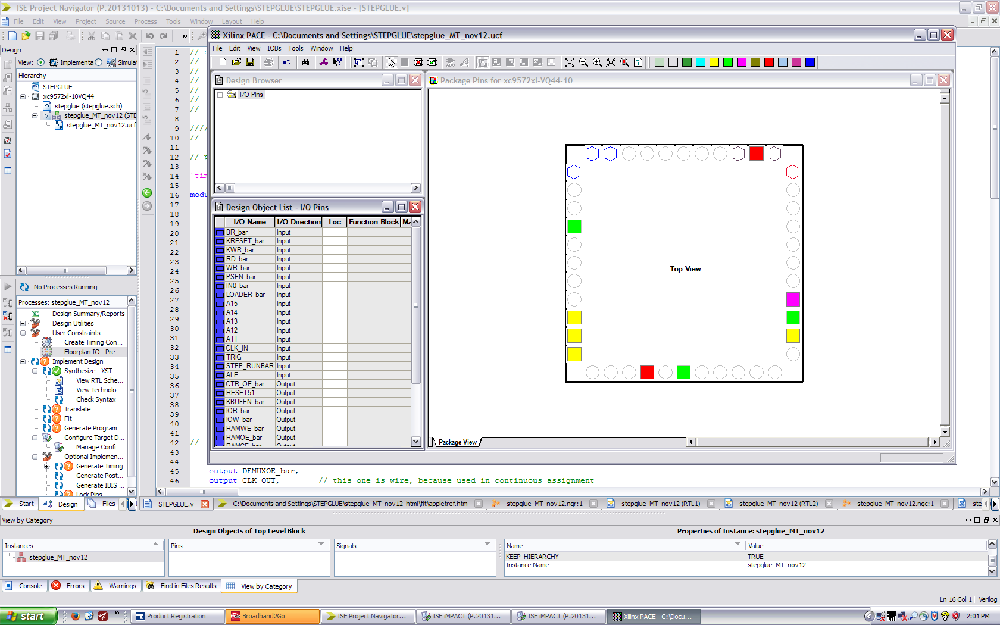 ISE Project Navigator (P.20131013) - C:\Documents and Settings\STEPGLUE\STEPGLUE.xise - [STEPGLUE.v]
File Edit View Project Source Process Tools Window Layout Help
Design
View: Implementa Simulat
Hierarchy
STEPGLUE
xc9572xl-10VQ44
stepglue (stepglue.sch)
stepglue_MT_nov12 (STE
stepglue_MT_nov12.ucf
No Processes Running
Processes: stepglue_MT_nov12
Design Summary/Reports
Design Utilities
User Constraints
Create Timing Con...
Floorplan IO - Pre-...
Implement Design
Synthesize - XST
View RTL Sche...
View Technolo...
Check Syntax
Translate
Fit
Generate Program...
Configure Target D...
Manage Confi...
Optional Implemen...
Generate Timing
Generate Post...
Generate IBIS
Lock Pins
Start Design Files
1 // s
2 //
3 //
4 //
5 //
6 //
7 //
8
9 ////
10 //
11
12 // p
13
14 `tim
15
16 modu
17
18
19
20
21
22
23
24
25
26
27
28
29
30
31
32
33
34
35
36
37
38
39
40
41
42 //
43
44
45 output DEMUXOE_bar,
46 output CLK_OUT, // this one is wire, because used in continuous assignment
Xilinx PACE - C:\Documents and Settings\STEPGLUE\stepglue_MT_nov12.ucf
File Edit View IOBs Tools Window Help
Design Browser
I/O Pins
Design Object List - I/O Pins
I/O Name I/O Direction Loc Function Block Ma
BR_bar Input
KRESET_bar Input
KWR_bar Input
RD_bar Input
WR_bar Input
PSEN_bar Input
IN0_bar Input
LOADER_bar Input
A15 Input
A14 Input
A13 Input
A12 Input
A11 Input
CLK_IN Input
TRIG Input
STEP_RUNBAR Input
ALE Input
CTR_OE_bar Output
RESET51 Output
KBUFEN_bar Output
IOR_bar Output
IOW_bar Output
RAMWE_bar Output
RAMOE_bar Output
RAMCE_bar Output
Package Pins for xc9572xl-VQ44-10
Top View
Package View
STEPGLUE.v C:\Documents and Settings\STEPGLUE\stepglue_MT_nov12_html\fit\appletref.htm stepglue_MT_nov12.ngr:1 stepglue_MT_nov12 (RTL1) stepglue_MT_nov12 (RTL2) stepglue_MT_nov12.ngc:1 ste
View by Category
Design Objects of Top Level Block
Properties of Instance: stepglue_MT_nov12
Instances Pins Signals Name Value
stepglue_MT_nov12
KEEP_HIERARCHY TRUE
Instance Name stepglue_MT_nov12
Console Errors Warnings Find in Files Results View by Category
Ln 16 Col 1 Verilog
start Product Registration Broadband2Go ISE Project Navigator... ISE iMPACT (P.20131... ISE iMPACT (P.20131... Xilinx PACE - C:\Docu... 2:01 PM